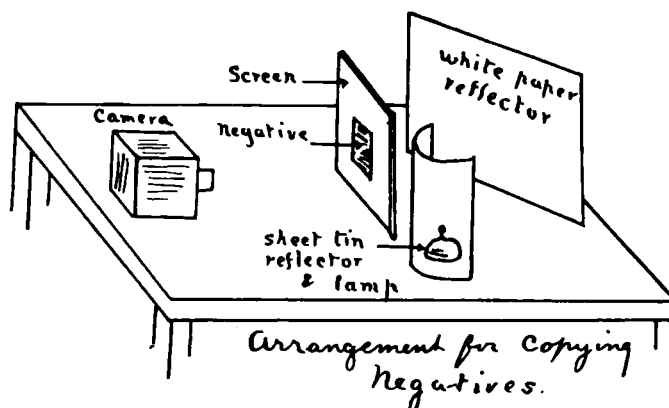 white paper
reflector
Screen
Camera
negative
sheet tin
reflector
& lamp
Arrangement for Copying
Negatives.